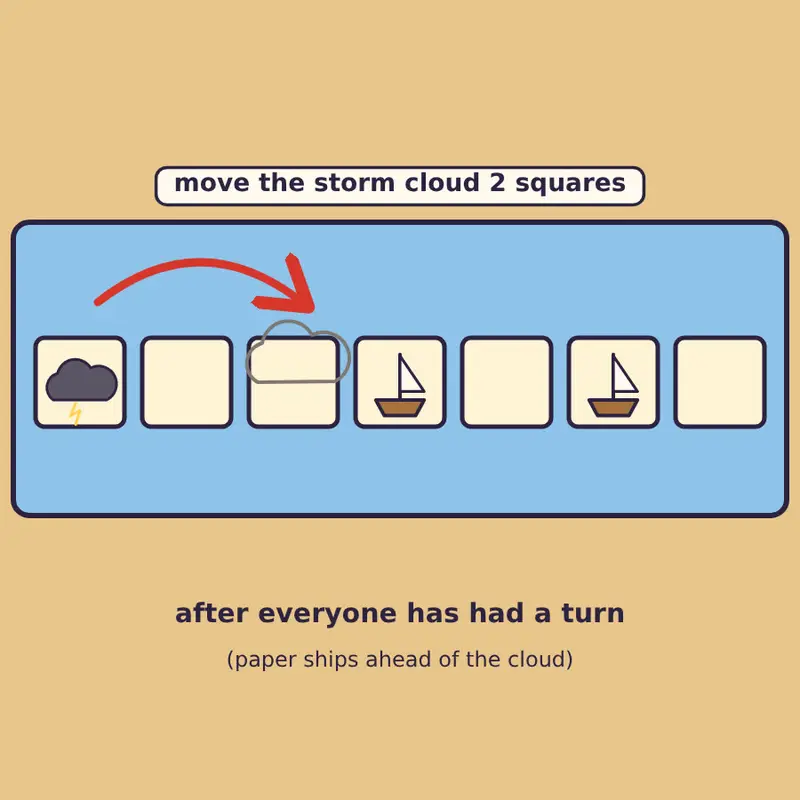 move the storm cloud 2 squares
after everyone has had a turn
(paper ships ahead of the cloud)